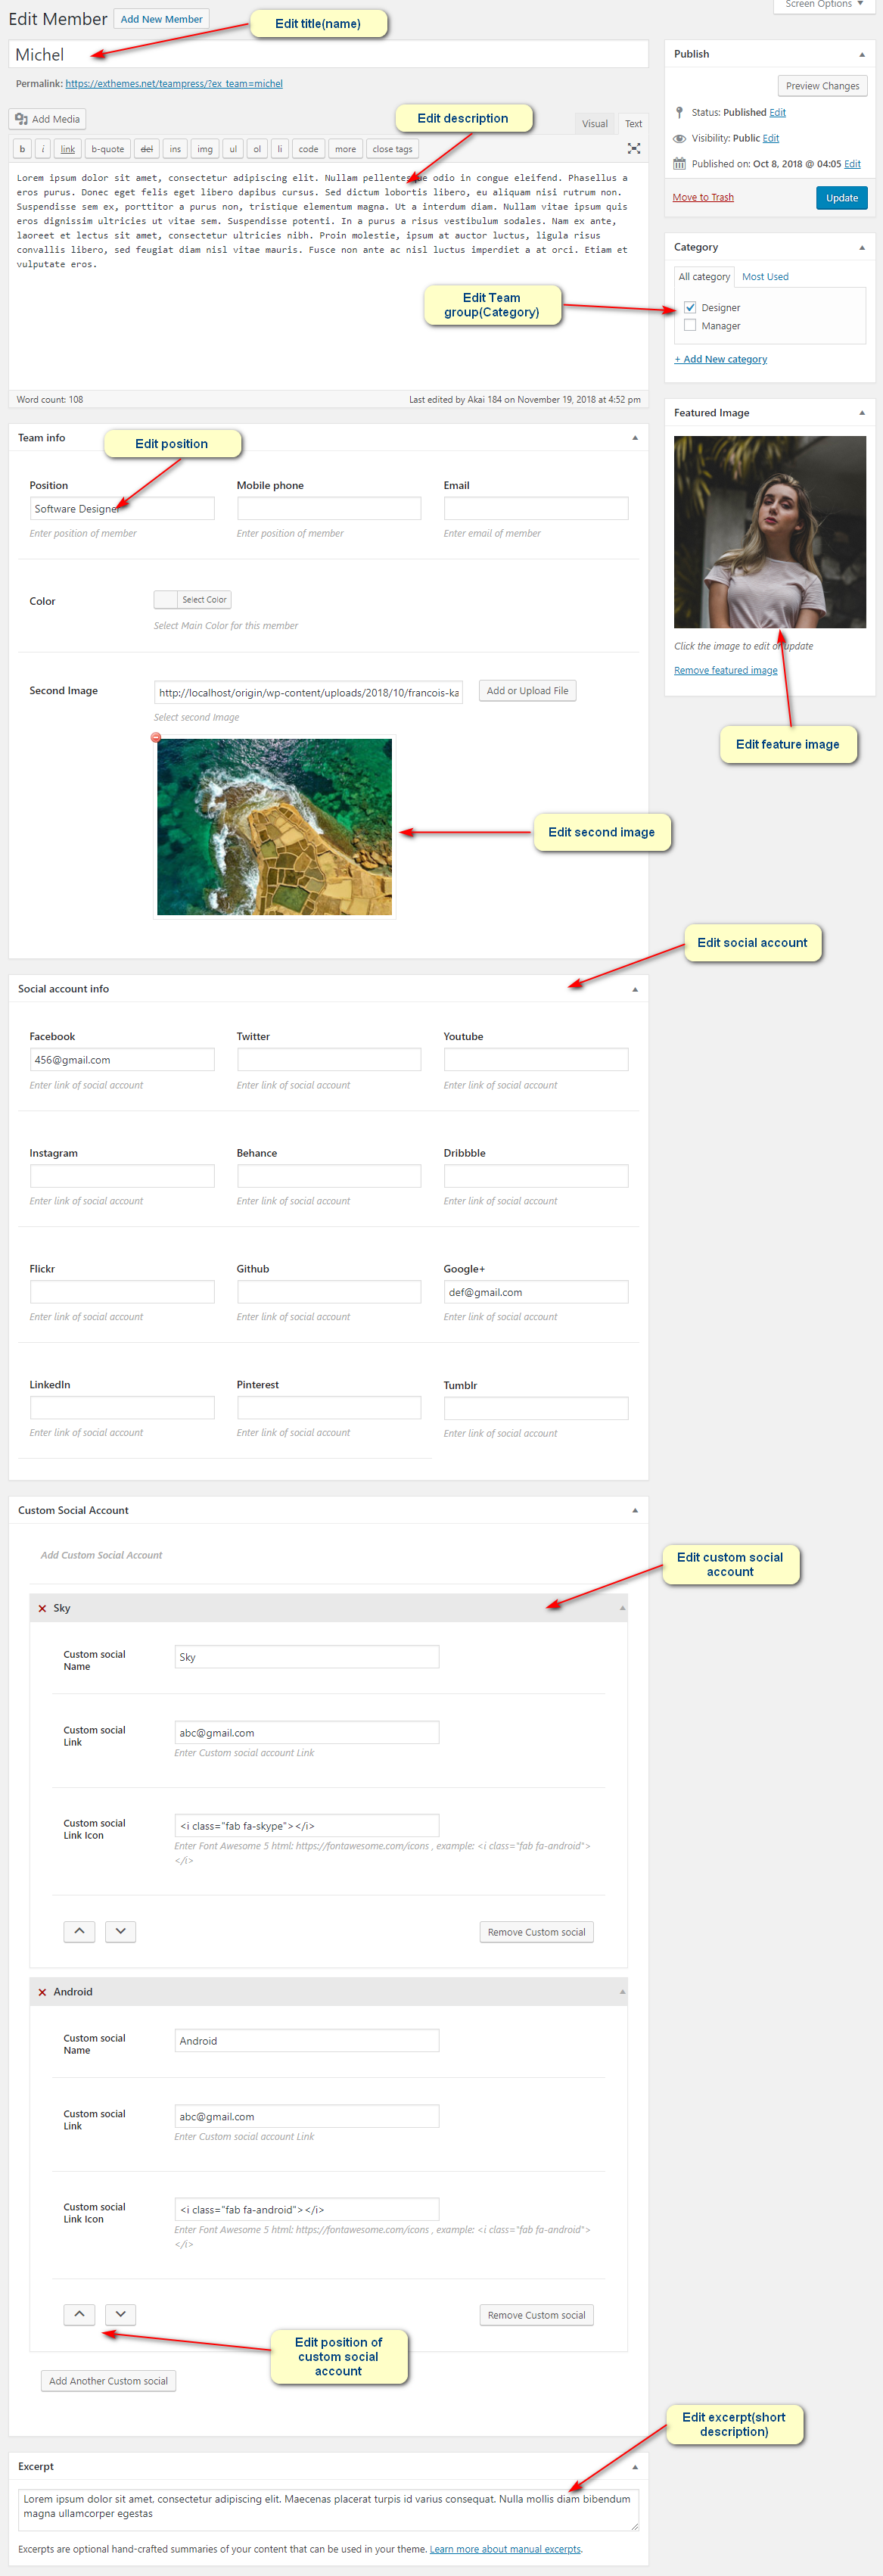 Screen Options
Edit Member
Add New Member
Edit title(name)
Michel
Permalink: https://exthemes.net/teampress/?ex_team=michel
Add Media
Edit description
Visual
Text
b
i
link
b-quote
del
ins
img
ul
ol
li
code
more
close tags
Lorem ipsum dolor sit amet, consectetur adipiscing elit. Nullam pellentesque odio in congue eleifend. Phasellus a
eros purus. Donec eget felis eget libero dapibus cursus. Sed dictum lobortis libero, eu aliquam nisi rutrum non.
Suspendisse sem ex, porttitor a purus non, tristique elementum magna. Ut a interdum diam. Nullam vitae ipsum quis
eros dignissim ultricies ut vitae sem. Suspendisse potenti. In a purus a risus vestibulum sodales. Nam ex ante,
laoreet et lectus sit amet, consectetur ultricies nibh. Proin molestie, ipsum at auctor luctus, ligula risus
convallis libero, sed feugiat diam nisl vitae mauris. Fusce non ante ac nisl luctus imperdiet a at orci. Etiam et
vulputate eros.
Word count: 108
Last edited by Akai 184 on November 19, 2018 at 4:52 pm
Publish
Preview Changes
Status: Published Edit
Visibility: Public Edit
Published on: Oct 8, 2018 @ 04:05 Edit
Move to Trash
Update
Category
All category
Most Used
Edit Team
group(Category)
Designer
Manager
+ Add New category
Featured Image
Click the image to edit or update
Remove featured image
Edit feature image
Team info
Edit position
Position
Mobile phone
Email
Software Designer
Enter position of member
Enter position of member
Enter email of member
Color
Select Color
Select Main Color for this member
Second Image
http://localhost/origin/wp-content/uploads/2018/10/francois-ka
Add or Upload File
Select second Image
Edit second image
Edit social account
Social account info
Facebook
Twitter
Youtube
456@gmail.com
Enter link of social account
Enter link of social account
Enter link of social account
Instagram
Behance
Dribbble
Enter link of social account
Enter link of social account
Enter link of social account
Flickr
Github
Google+
def@gmail.com
Enter link of social account
Enter link of social account
Enter link of social account
LinkedIn
Pinterest
Tumblr
Enter link of social account
Enter link of social account
Enter link of social account
Custom Social Account
Add Custom Social Account
Edit custom social
account
Sky
Custom social
Name
Sky
Custom social
Link
abc@gmail.com
Enter Custom social account Link
Custom social
Link Icon
<i class="fab fa-skype"></i>
Enter Font Awesome 5 html: https://fontawesome.com/icons , example: <i class="fab fa-android">
</i>
Remove Custom social
Android
Custom social
Name
Android
Custom social
Link
abc@gmail.com
Enter Custom social account Link
Custom social
Link Icon
<i class="fab fa-android"></i>
Enter Font Awesome 5 html: https://fontawesome.com/icons , example: <i class="fab fa-android">
</i>
Remove Custom social
Edit position of
custom social
account
Add Another Custom social
Edit excerpt(short
description)
Excerpt
Lorem ipsum dolor sit amet, consectetur adipiscing elit. Maecenas placerat turpis id varius consequat. Nulla mollis diam bibendum
magna ullamcorper egestas
Excerpts are optional hand-crafted summaries of your content that can be used in your theme. Learn more about manual excerpts.